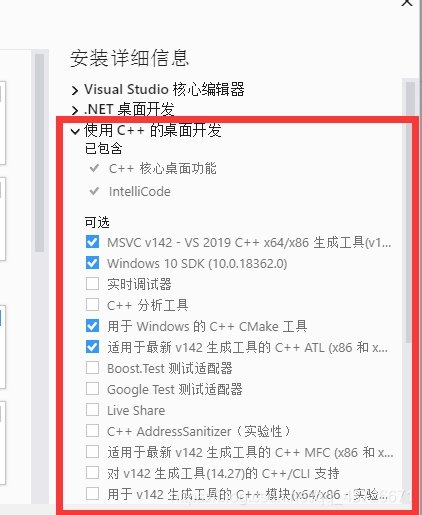 安装详细信息
Visual Studio 核心编辑器
.NET 桌面开发
使用 C++ 的桌面开发
已包含
C++ 核心桌面功能
IntelliCode
可选
MSVC v142 - VS 2019 C++ x64/x86 生成工具(v1...
Windows 10 SDK (10.0.18362.0)
实时调试器
C++ 分析工具
用于 Windows 的 C++ CMake 工具
适用于最新 v142 生成工具的 C++ ATL (x86 和 x...
Boost.Test 测试适配器
Google Test 测试适配器
Live Share
C++ AddressSanitizer（实验性）
适用于最新 v142 生成工具的 C++ MFC (x86 和 x...
对 v142 生成工具(14.27)的 C++/CLI 支持
用于 v142 生成工具的 C++ 模块(x64/x86 - 实验...